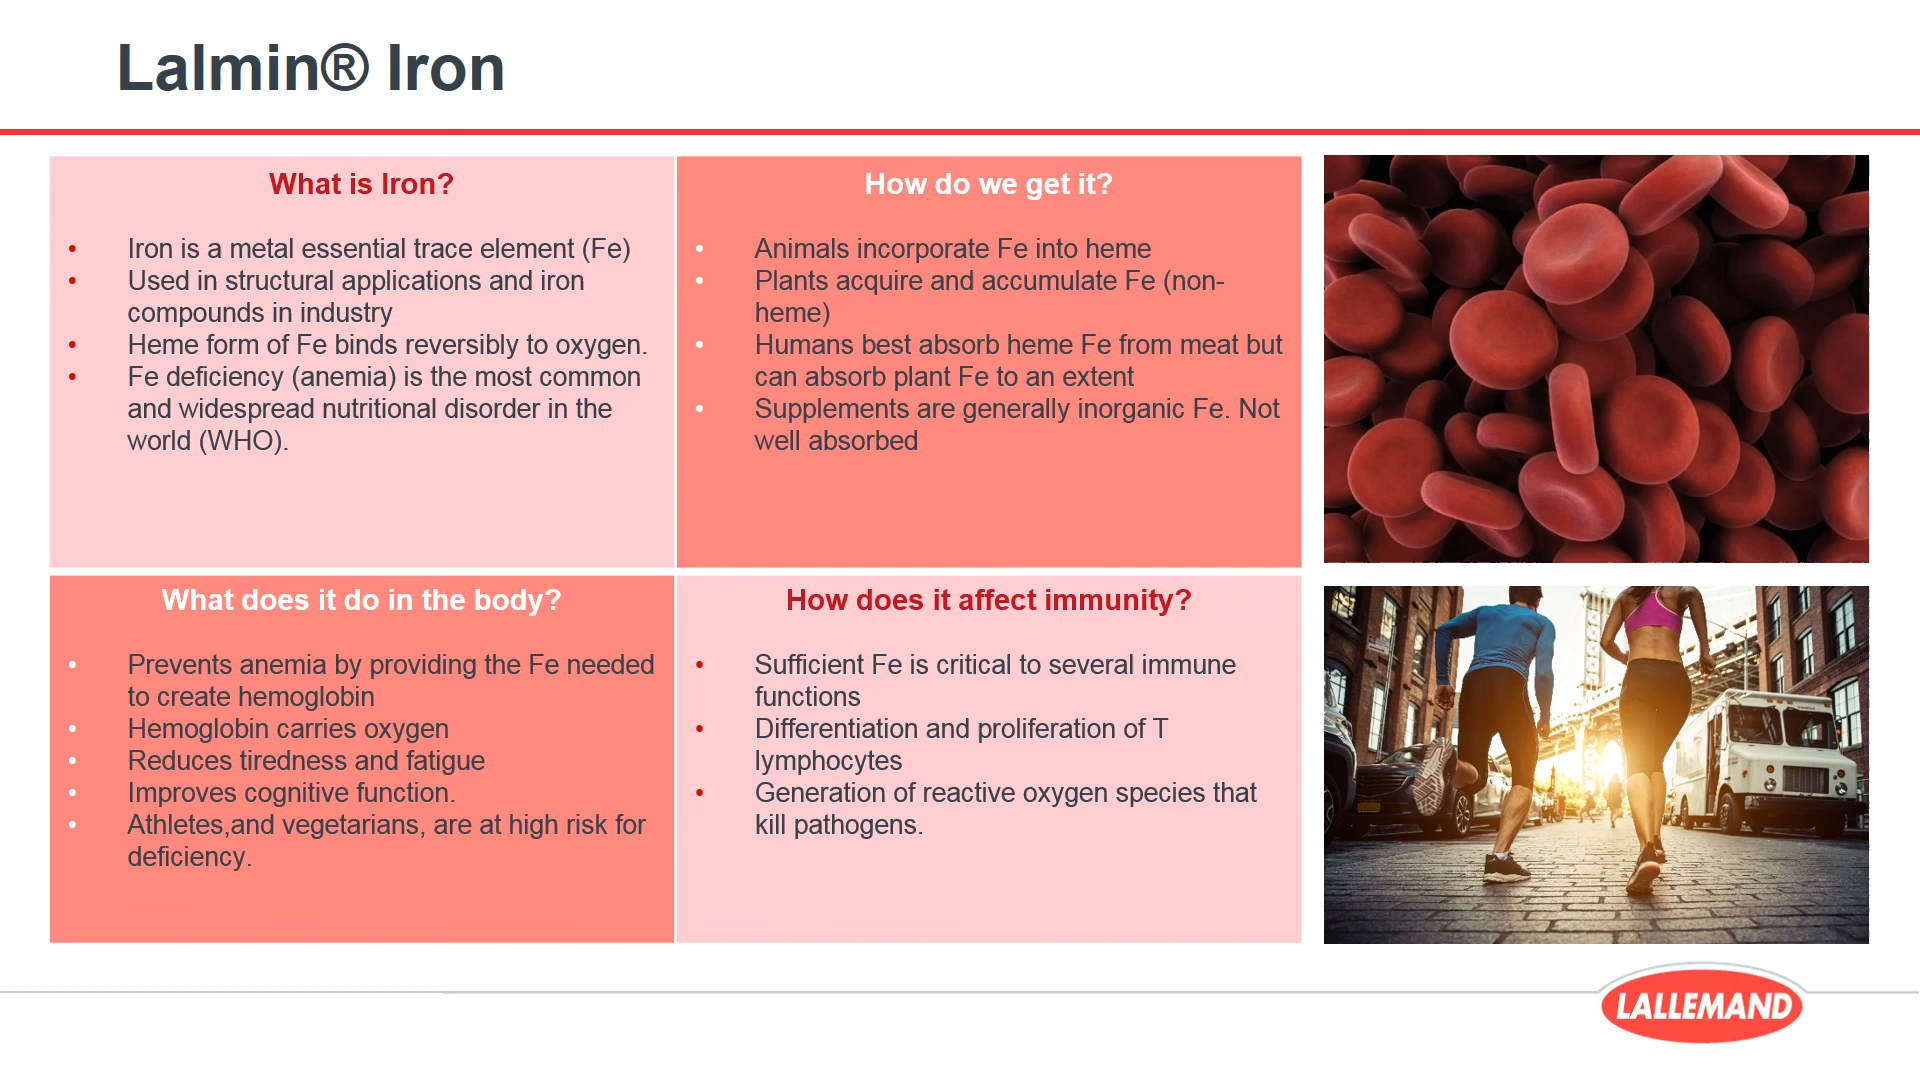 Lalmin® Iron
What is Iron?
• Iron is a metal essential trace element (Fe)
• Used in structural applications and iron
compounds in industry
• Heme form of Fe binds reversibly to oxygen.
• Fe deficiency (anemia) is the most common
and widespread nutritional disorder in the
world (WHO).
How do we get it?
• Animals incorporate Fe into heme
• Plants acquire and accumulate Fe (non-
heme)
• Humans best absorb heme Fe from meat but
can absorb plant Fe to an extent
• Supplements are generally inorganic Fe. Not
well absorbed
What does it do in the body?
• Prevents anemia by providing the Fe needed
to create hemoglobin
• Hemoglobin carries oxygen
• Reduces tiredness and fatigue
• Improves cognitive function.
• Athletes,and vegetarians, are at high risk for
deficiency.
How does it affect immunity?
• Sufficient Fe is critical to several immune
functions
• Differentiation and proliferation of T
lymphocytes
• Generation of reactive oxygen species that
kill pathogens.
LALLEMAND